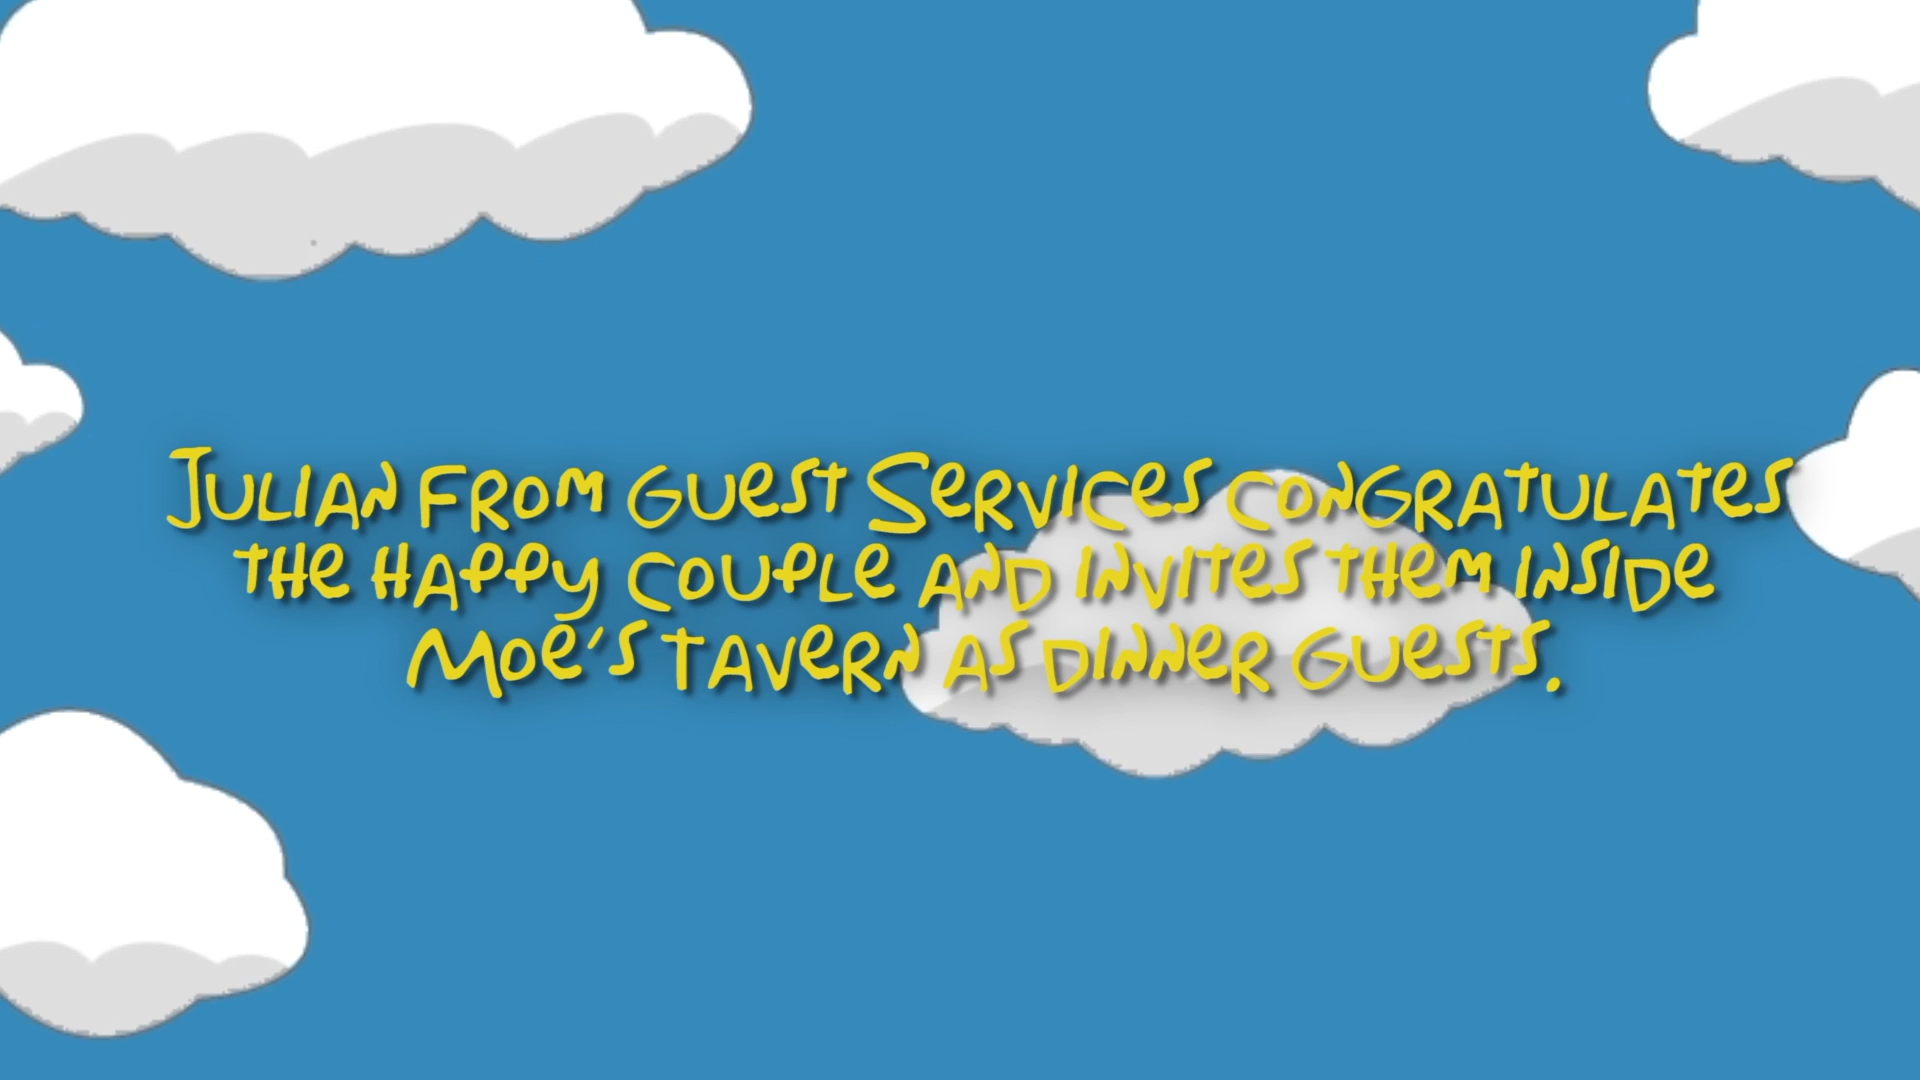 Julian from guest Services congratulates
the happy couple and invites them inside
Moe's Tavern as dinner guests.